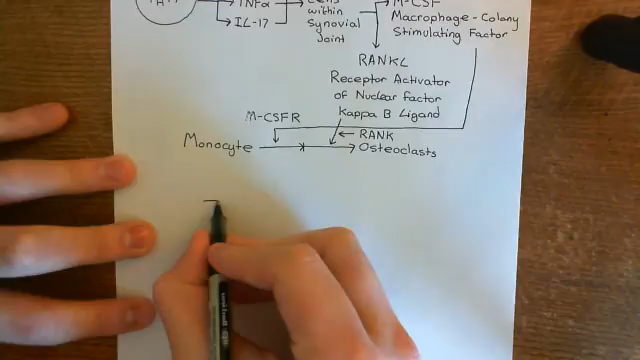 TNFα
IL-17
Cells
within
Synovial
Joint
M-CSF
Macrophage-Colony
Stimulating Factor
RANKL
Receptor Activator
of Nuclear factor
Kappa B Ligand
M-CSFR
RANK
Monocyte
Osteoclasts